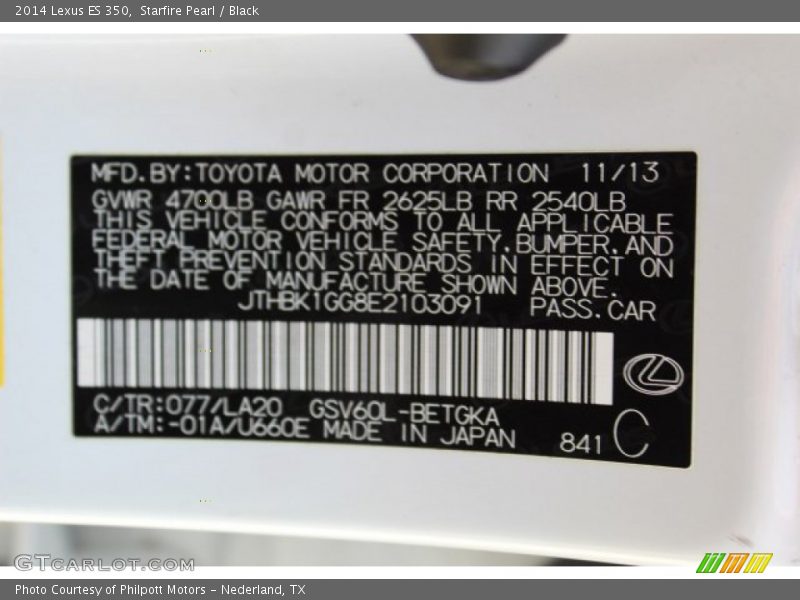 2014 Lexus ES 350, Starfire Pearl / Black
MFD.BY:TOYOTA MOTOR CORPORATION 11/13
GVWR 4700LB GAWR FR 2625LB RR 2540LB
THIS VEHICLE CONFORMS TO ALL APPLICABLE
FEDERAL MOTOR VEHICLE SAFETY.BUMPER.AND
THEFT PREVENTION STANDARDS IN EFFECT ON
THE DATE OF MANUFACTURE SHOWN ABOVE.
JTHBK1GG8E2103091 PASS.CAR
C/TR:077/LA20 GSV60L-BETGKA
A/TM:-01A/U660E MADE IN JAPAN 841 C
GTCARLOT.COM
Photo Courtesy of Philpott Motors - Nederland, TX